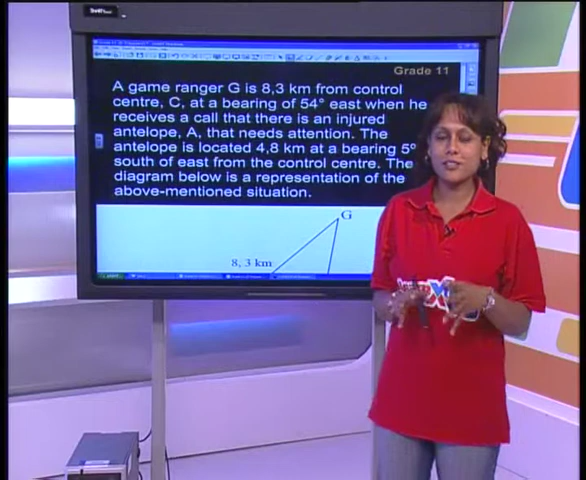 Grade 11
A game ranger G is 8,3 km from control
centre, C, at a bearing of 54° east when he
receives a call that there is an injured
antelope, A, that needs attention. The
antelope is located 4,8 km at a bearing 5°
south of east from the control centre. The
diagram below is a representation of the
above-mentioned situation.
G
8, 3 km